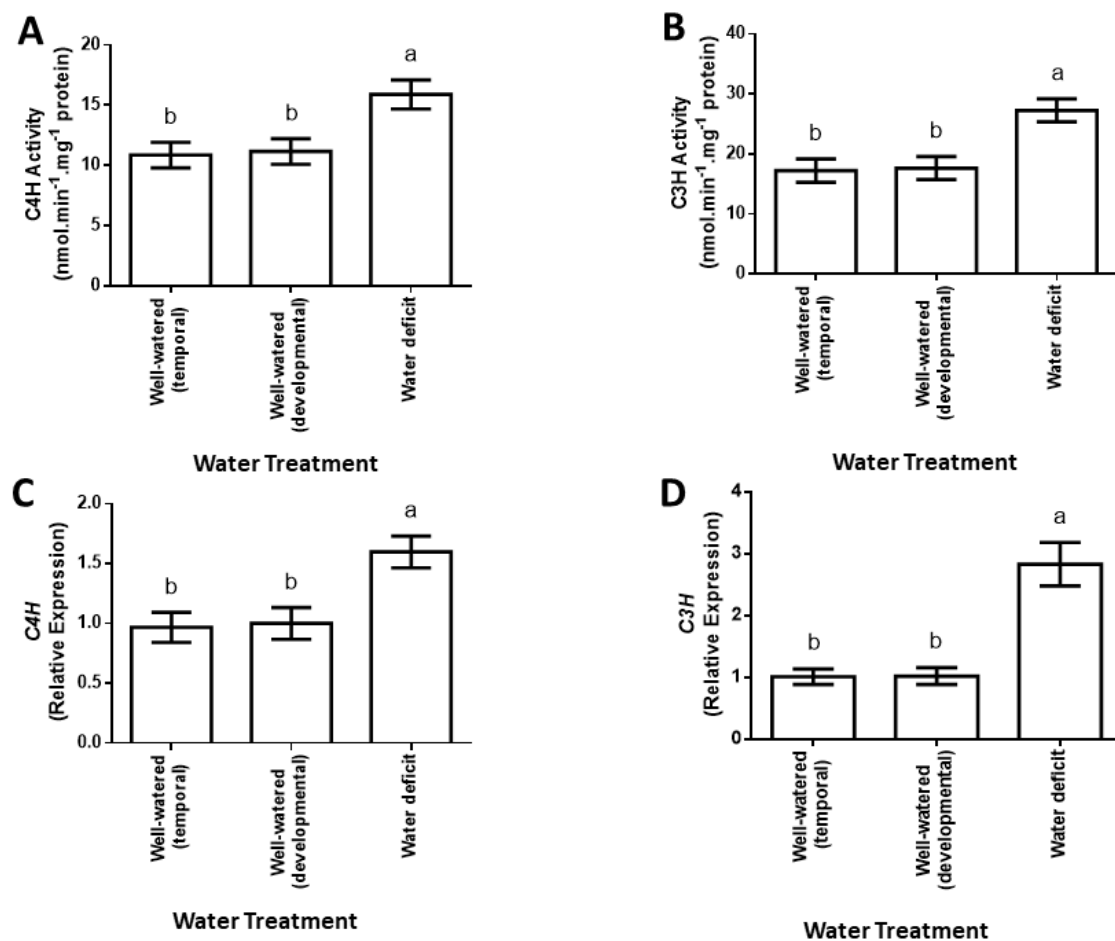 A
C4H Activity
(nmol.min⁻¹.mg⁻¹ protein)
20
15
10
5
0
b
b
a
Well-watered
(temporal)
Well-watered
(developmental)
Water deficit
Water Treatment
B
C3H Activity
(nmol.min⁻¹.mg⁻¹ protein)
40
30
20
10
0
b
b
a
Well-watered
(temporal)
Well-watered
(developmental)
Water deficit
Water Treatment
C
C4H
(Relative Expression)
2.0
1.5
1.0
0.5
0.0
b
b
a
Well-watered
(temporal)
Well-watered
(developmental)
Water deficit
Water Treatment
D
C3H
(Relative Expression)
4
3
2
1
0
b
b
a
Well-watered
(temporal)
Well-watered
(developmental)
Water deficit
Water Treatment